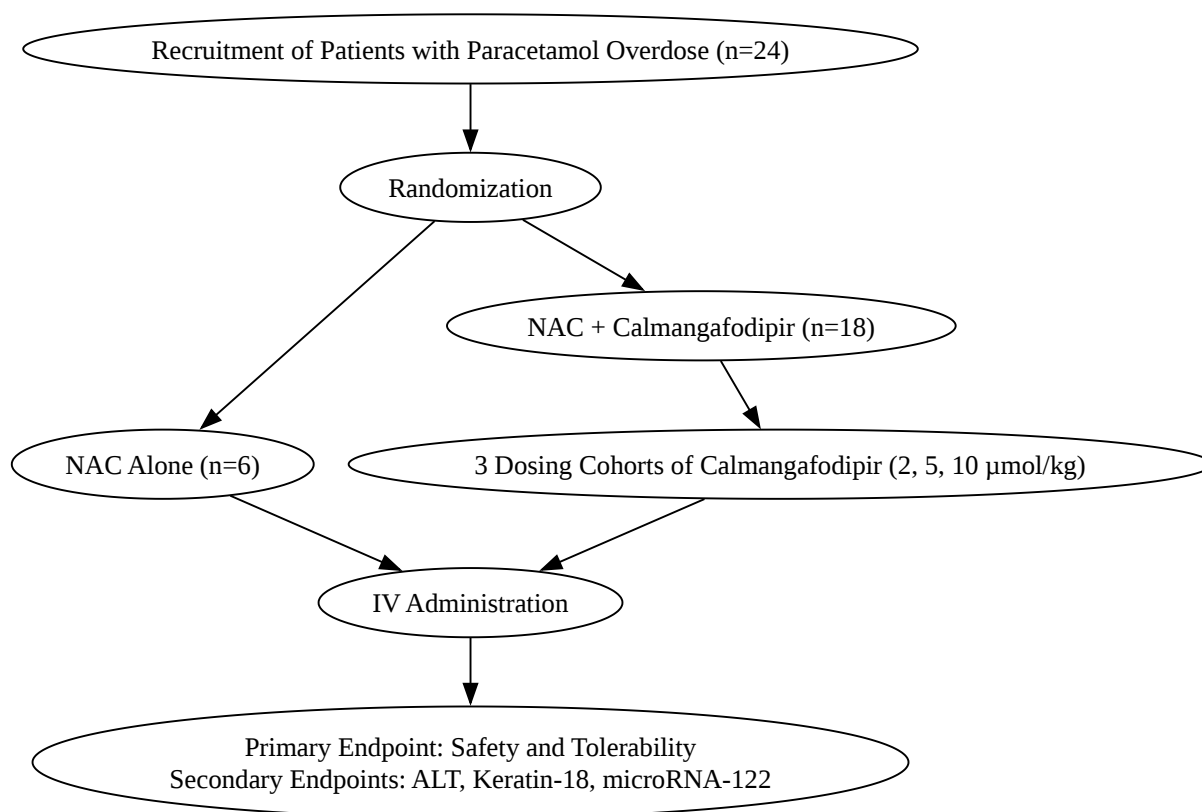 Recruitment of Patients with Paracetamol Overdose (n=24)
Randomization
NAC + Calmangafodipir (n=18)
NAC Alone (n=6)
3 Dosing Cohorts of Calmangafodipir (2, 5, 10 µmol/kg)
IV Administration
Primary Endpoint: Safety and Tolerability
Secondary Endpoints: ALT, Keratin-18, microRNA-122